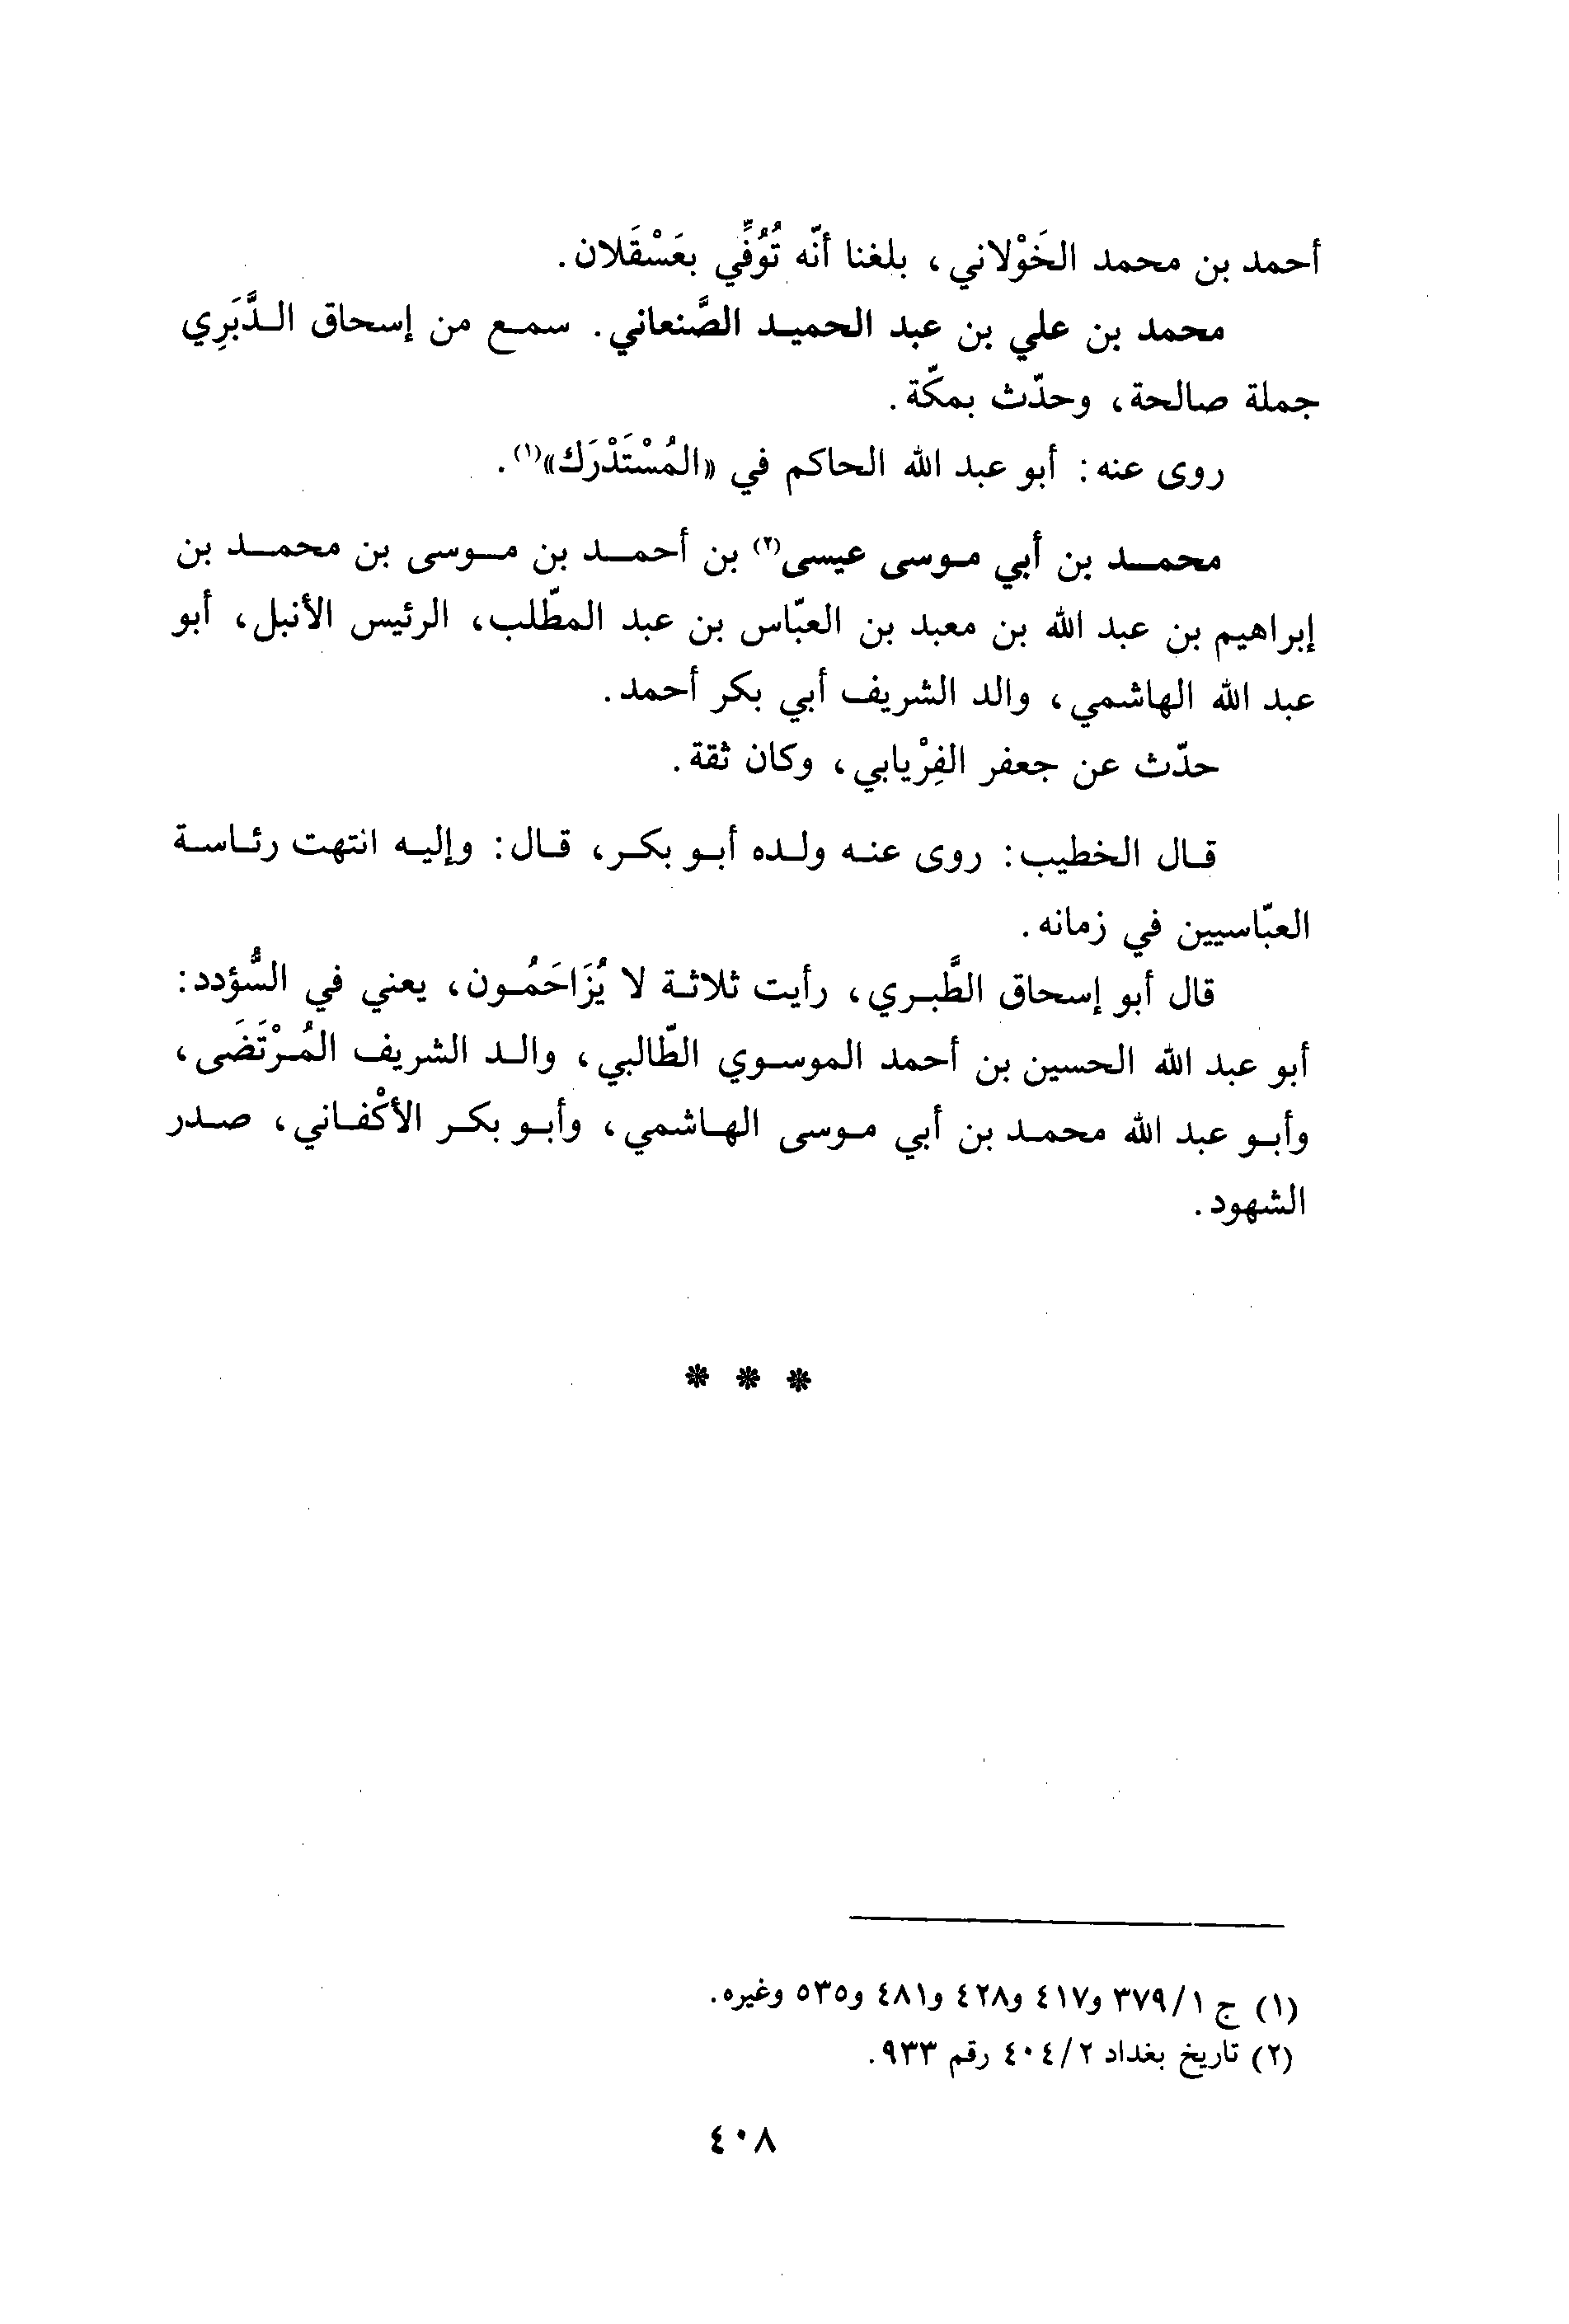 أحمد بن محمد الخَوْلاني، بلغنا أنّه تُوُفِّي بعَسْقَلان.
محمد بن علي بن عبد الحميد الصَّنعاني. سمع من إسحاق الدَّبَرِي
جملة صالحة، وحدّث بمكّة.
روى عنه: أبو عبد الله الحاكم في «المُسْتَدْرَك»(١).
محمد بن أبي موسى عيسى(٢) بن أحمد بن موسى بن محمد بن
إبراهيم بن عبد الله بن معبد بن العبّاس بن عبد المطّلب، الرئيس الأنبل، أبو
عبد الله الهاشمي، والد الشريف أبي بكر أحمد.
حدّث عن جعفر الفِرْيابي، وكان ثقة.
قال الخطيب: روى عنه ولده أبو بكر، قال: وإليه انتهت رئاسة
العبّاسيين في زمانه.
قال أبو إسحاق الطَّبري، رأيت ثلاثة لا يُزَاحَمُون، يعني في السُّؤدد:
أبو عبد الله الحسين بن أحمد الموسوي الطّالبي، والد الشريف المُرْتَضَى،
وأبو عبد الله محمد بن أبي موسى الهاشمي، وأبو بكر الأكْفاني، صدر
الشهود.
* * *
(١) ج ٣٧٩/١ و٤١٧ و٤٢٨ و٤٨١ و٥٣٥ وغيره.
(٢) تاريخ بغداد ٤٠٤/٢ رقم ٩٣٣.
٤٠٨